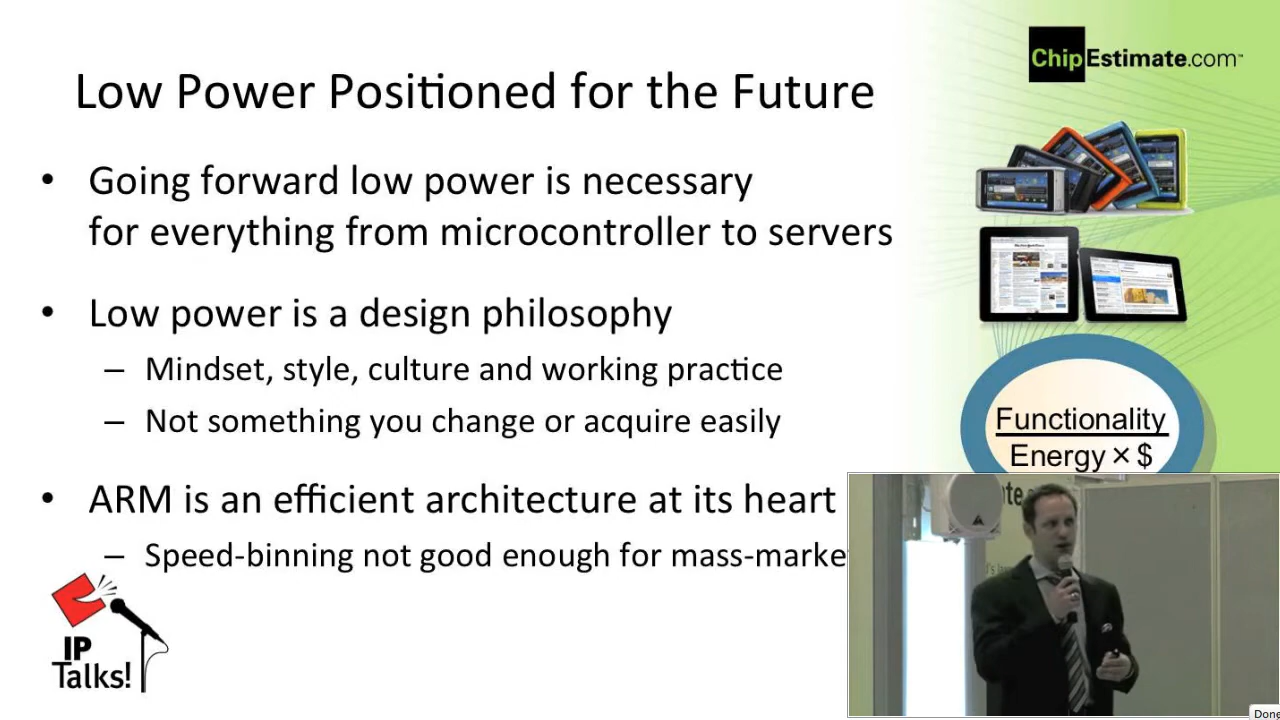 ChipEstimate.com™
Low Power Positioned for the Future
• Going forward low power is necessary
for everything from microcontroller to servers
• Low power is a design philosophy
– Mindset, style, culture and working practice
– Not something you change or acquire easily
• ARM is an efficient architecture at its heart
– Speed-binning not good enough for mass-marke
Functionality
Energy × $
IP
Talks!
Done